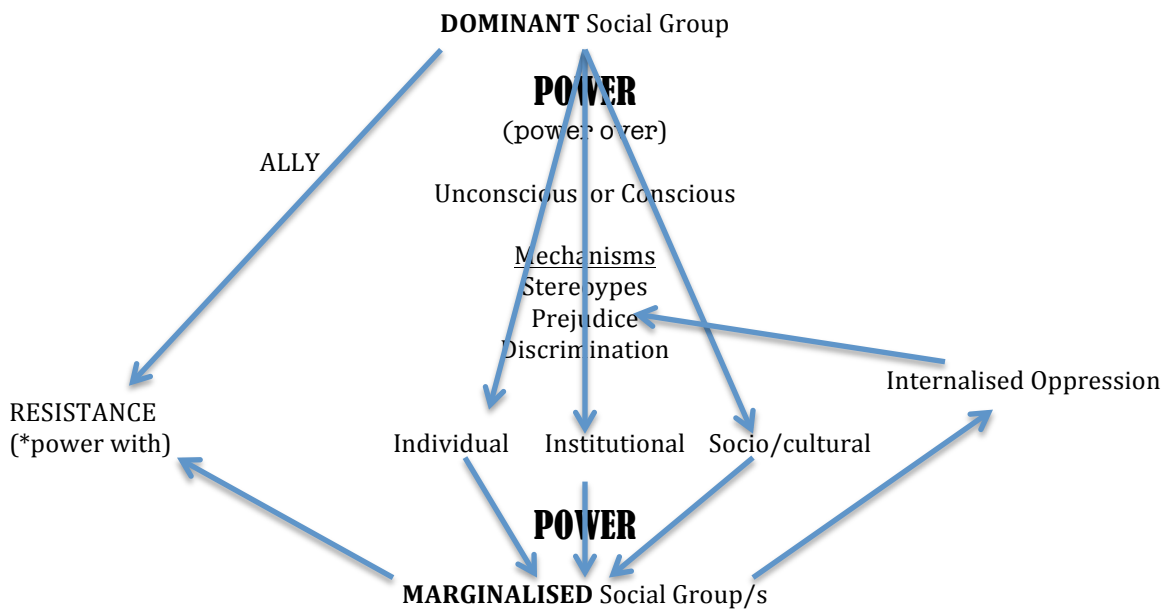 DOMINANT Social Group
POWER
(power over)
ALLY
Unconscious or Conscious
Mechanisms
Stereoypes
Prejudice
Discrimination
Internalised Oppression
RESISTANCE
(*power with)
Individual Institutional Socio/cultural
POWER
MARGINALISED Social Group/s